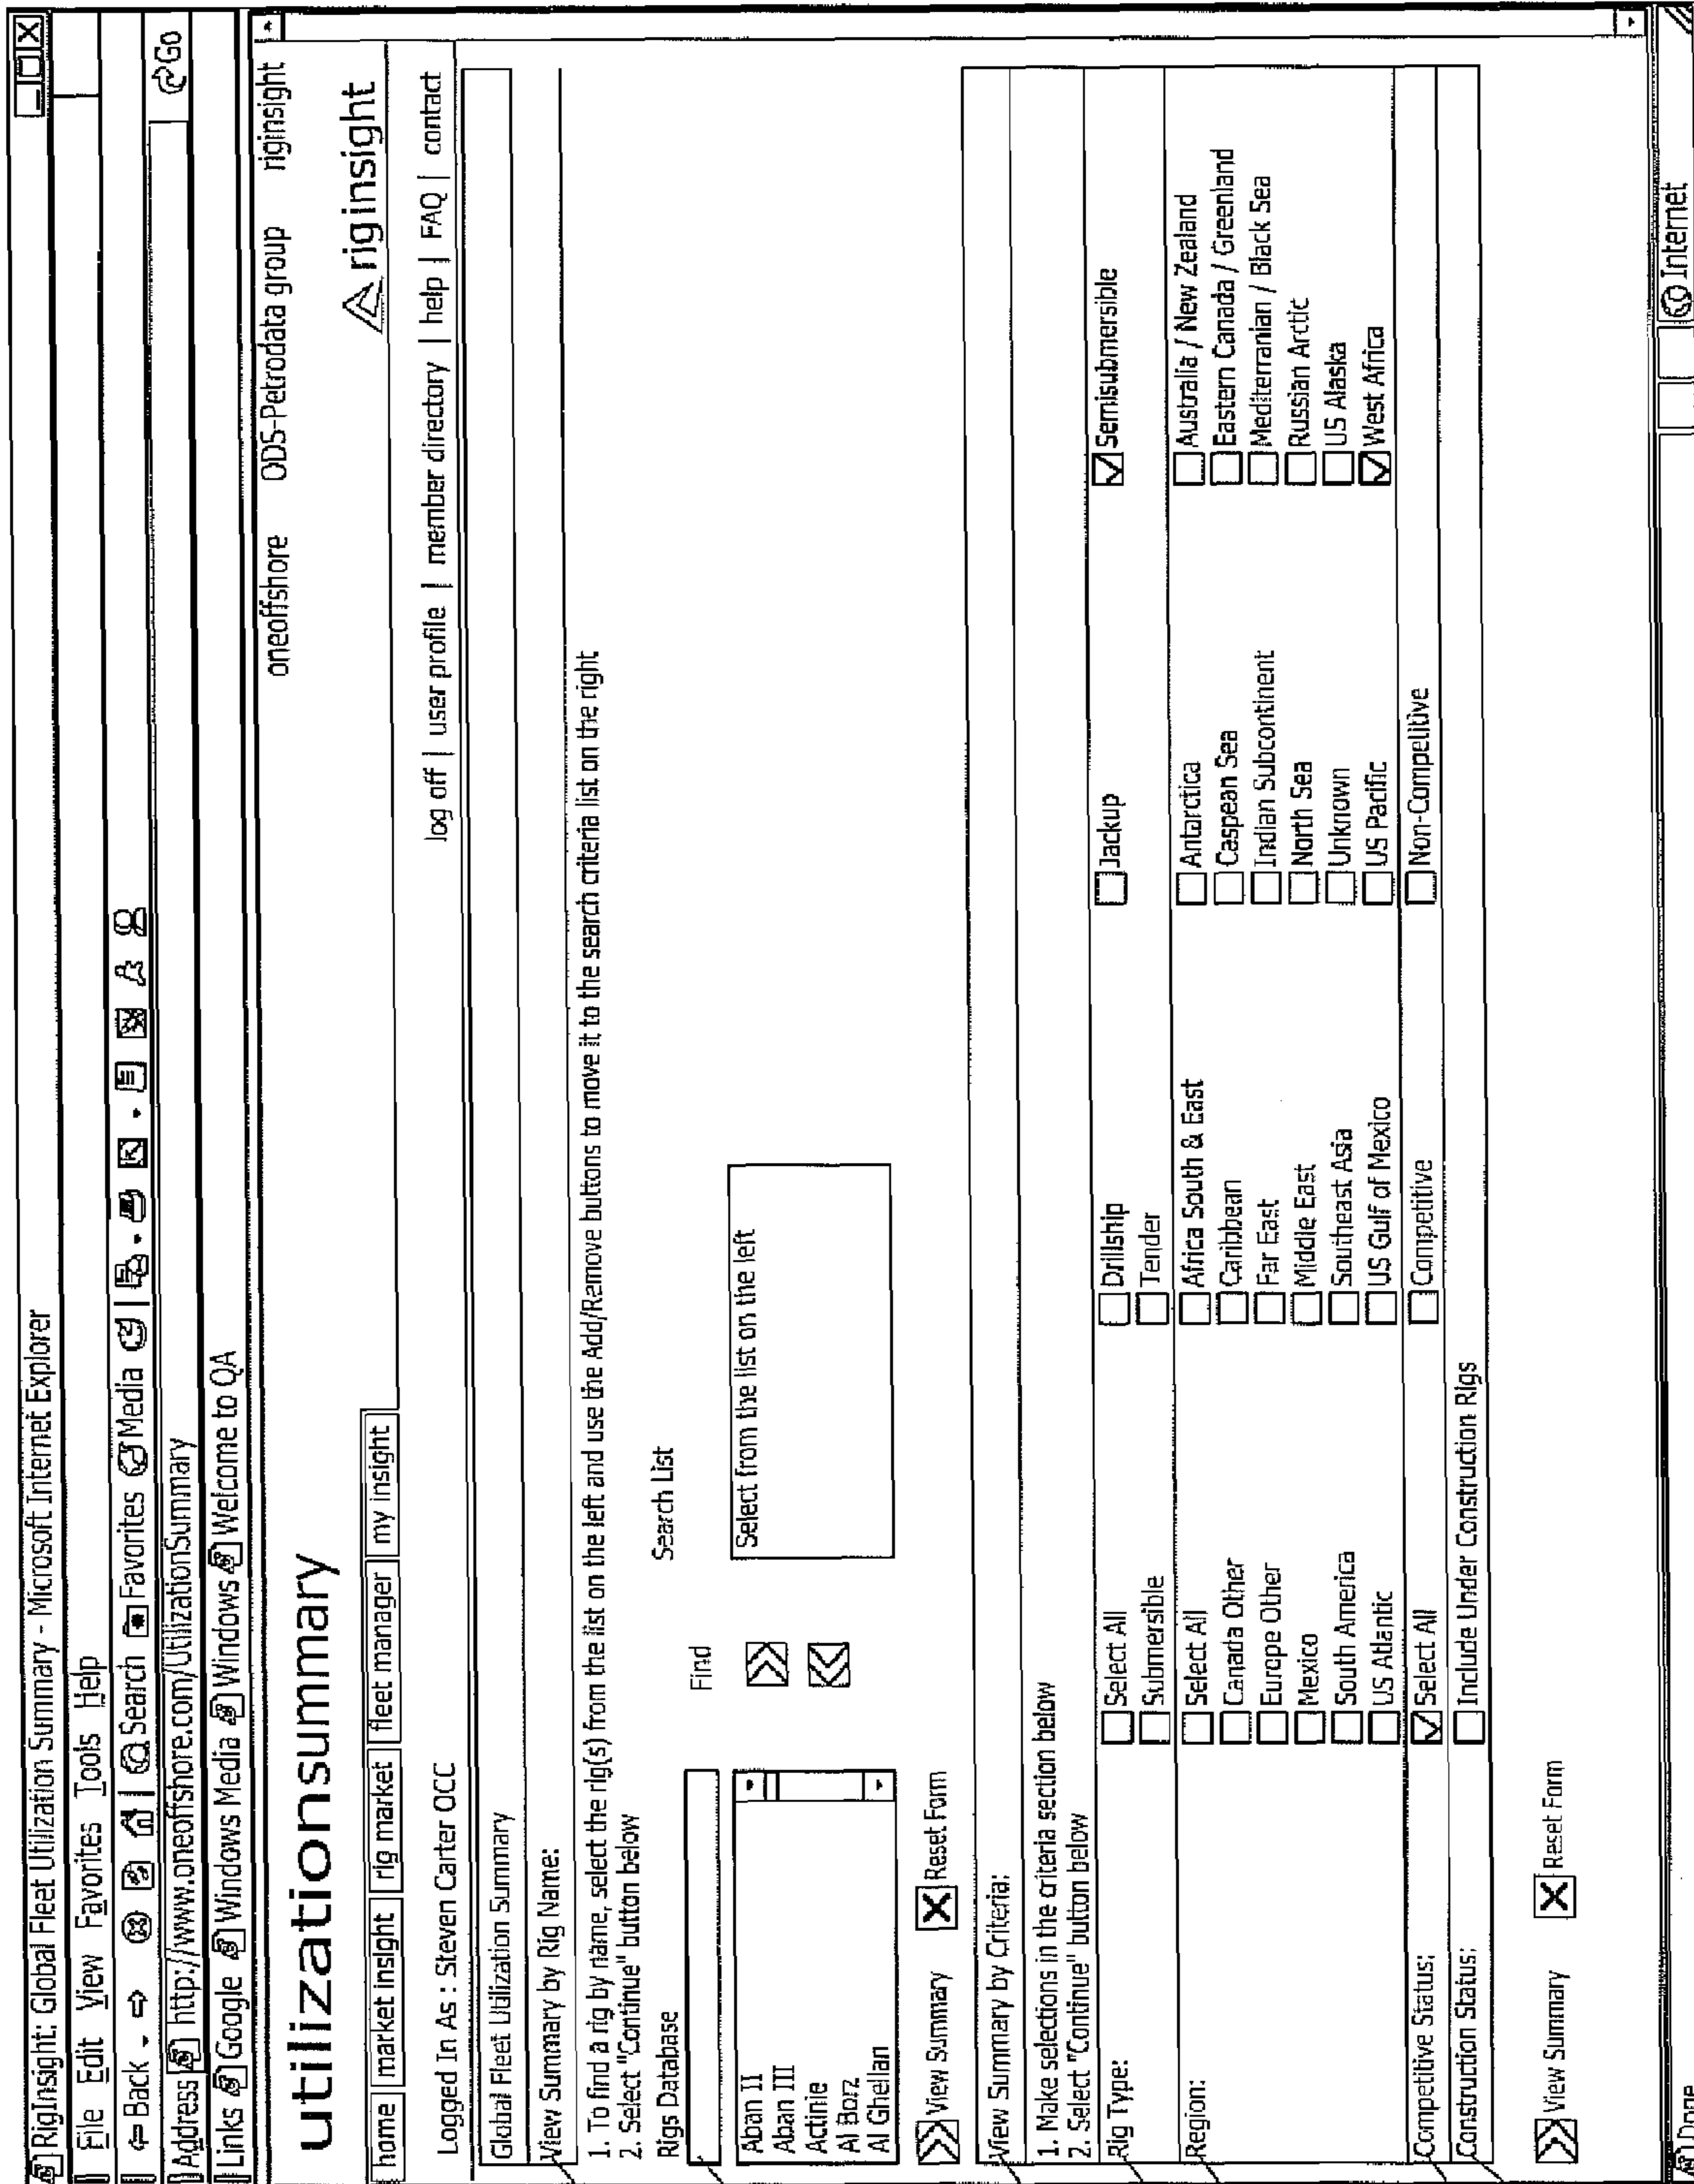 RigInsight: Global Fleet Utilization Summary - Microsoft Internet Explorer
File Edit View Favorites Tools Help
Back Search Favorites Media
Address http://www.oneoffshore.com/UtilizationSummary Go
Links Google Windows Media Windows Welcome to QA
oneoffshore ODS-Petrodata group riginsight
utilizationsummary riginsight
home market insight rig market fleet manager my insight
log off | user profile | member directory | help | FAQ | contact
Logged In As : Steven Carter OCC
Global Fleet Utilization Summary
View Summary by Rig Name:
1. To find a rig by name, select the rig(s) from the list on the left and use the Add/Remove buttons to move it to the search criteria list on the right
2. Select "Continue" button below
Rigs Database Search List
Find
Aban II Select from the list on the left
Aban III
Actinie
Al Borz
Al Ghellan
View Summary Reset Form
View Summary by Criteria:
1. Make selections in the criteria section below
2. Select "Continue" button below
Rig Type: Select All Drillship Jackup Semisubmersible
Submersible Tender
Region: Select All Africa South & East Antarctica Australia / New Zealand
Canada Other Caribbean Caspean Sea Eastern Canada / Greenland
Europe Other Far East Indian Subcontinent Mediterranian / Black Sea
Mexico Middle East North Sea Russian Arctic
South America Southeast Asia Unknown US Alaska
US Atlantic US Gulf of Mexico US Pacific West Africa
Competitive Status: Select All Competitive Non-Competitive
Construction Status: Include Under Construction Rigs
View Summary Reset Form
Done Internet